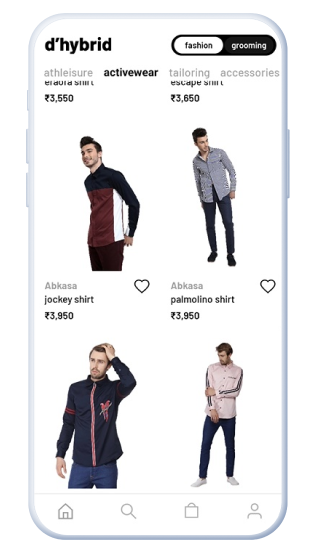 d'hybrid
fashion grooming
athleisure activewear tailoring accessories
eraora shirt escape shirt
₹3,550 ₹3,650
Abkasa Abkasa
jockey shirt palmolino shirt
₹3,950 ₹3,950